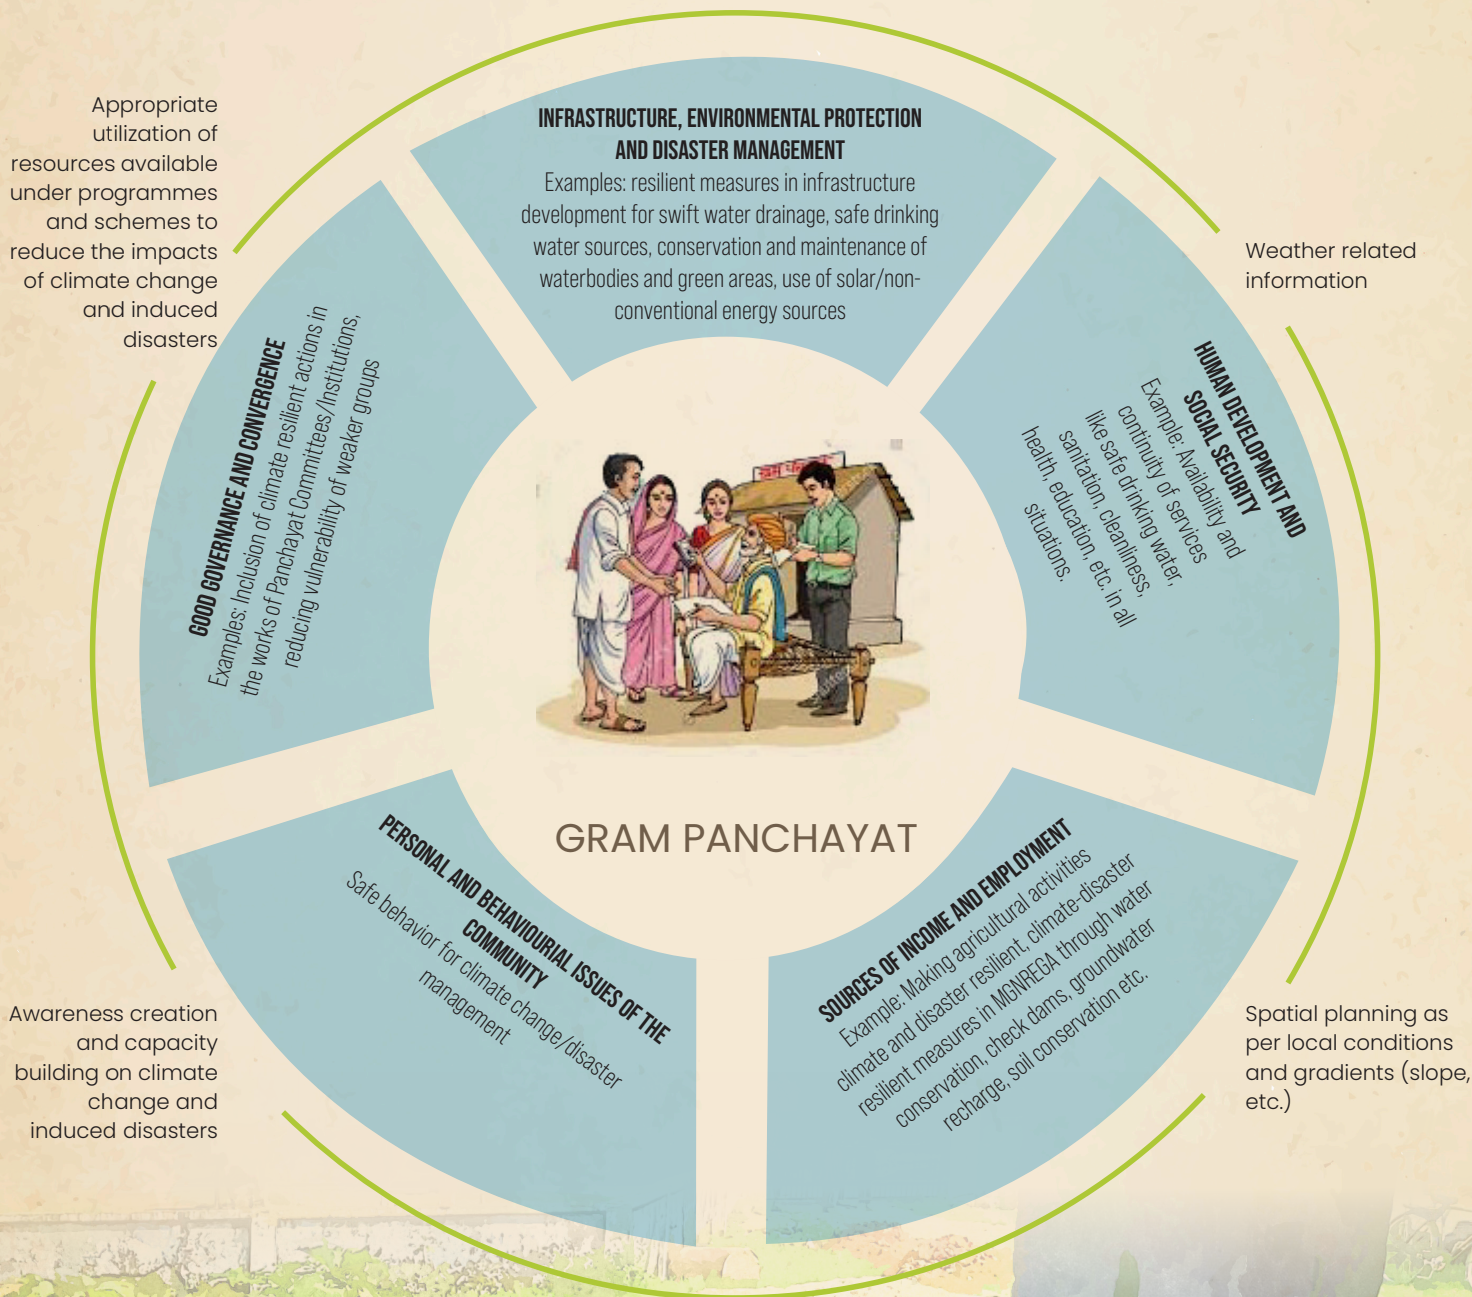 Appropriate
utilization of
resources available
under programmes
and schemes to
reduce the impacts
of climate change
and induced
disasters
INFRASTRUCTURE, ENVIRONMENTAL PROTECTION
AND DISASTER MANAGEMENT
Examples: resilient measures in infrastructure
development for swift water drainage, safe drinking
water sources, conservation and maintenance of
waterbodies and green areas, use of solar/non-
conventional energy sources
Weather related
information
HUMAN DEVELOPMENT AND
SOCIAL SECURITY
Example: Availability and
continuity of services
like safe drinking water,
sanitation, cleanliness,
health, education, etc. in all
situations.
GOOD GOVERNANCE AND CONVERGENCE
Examples: Inclusion of climate resilient actions in
the works of Panchayat Committees/Institutions,
reducing vulnerability of weaker groups
GRAM PANCHAYAT
PERSONAL AND BEHAVIOURIAL ISSUES OF THE
COMMUNITY
Safe behavior for climate change/disaster
management
SOURCES OF INCOME AND EMPLOYMENT
Example: Making agricultural activities
climate and disaster resilient, climate-disaster
resilient measures in MGNREGA through water
conservation, check dams, groundwater
recharge, soil conservation etc.
Awareness creation
and capacity
building on climate
change and
induced disasters
Spatial planning as
per local conditions
and gradients (slope,
etc.)